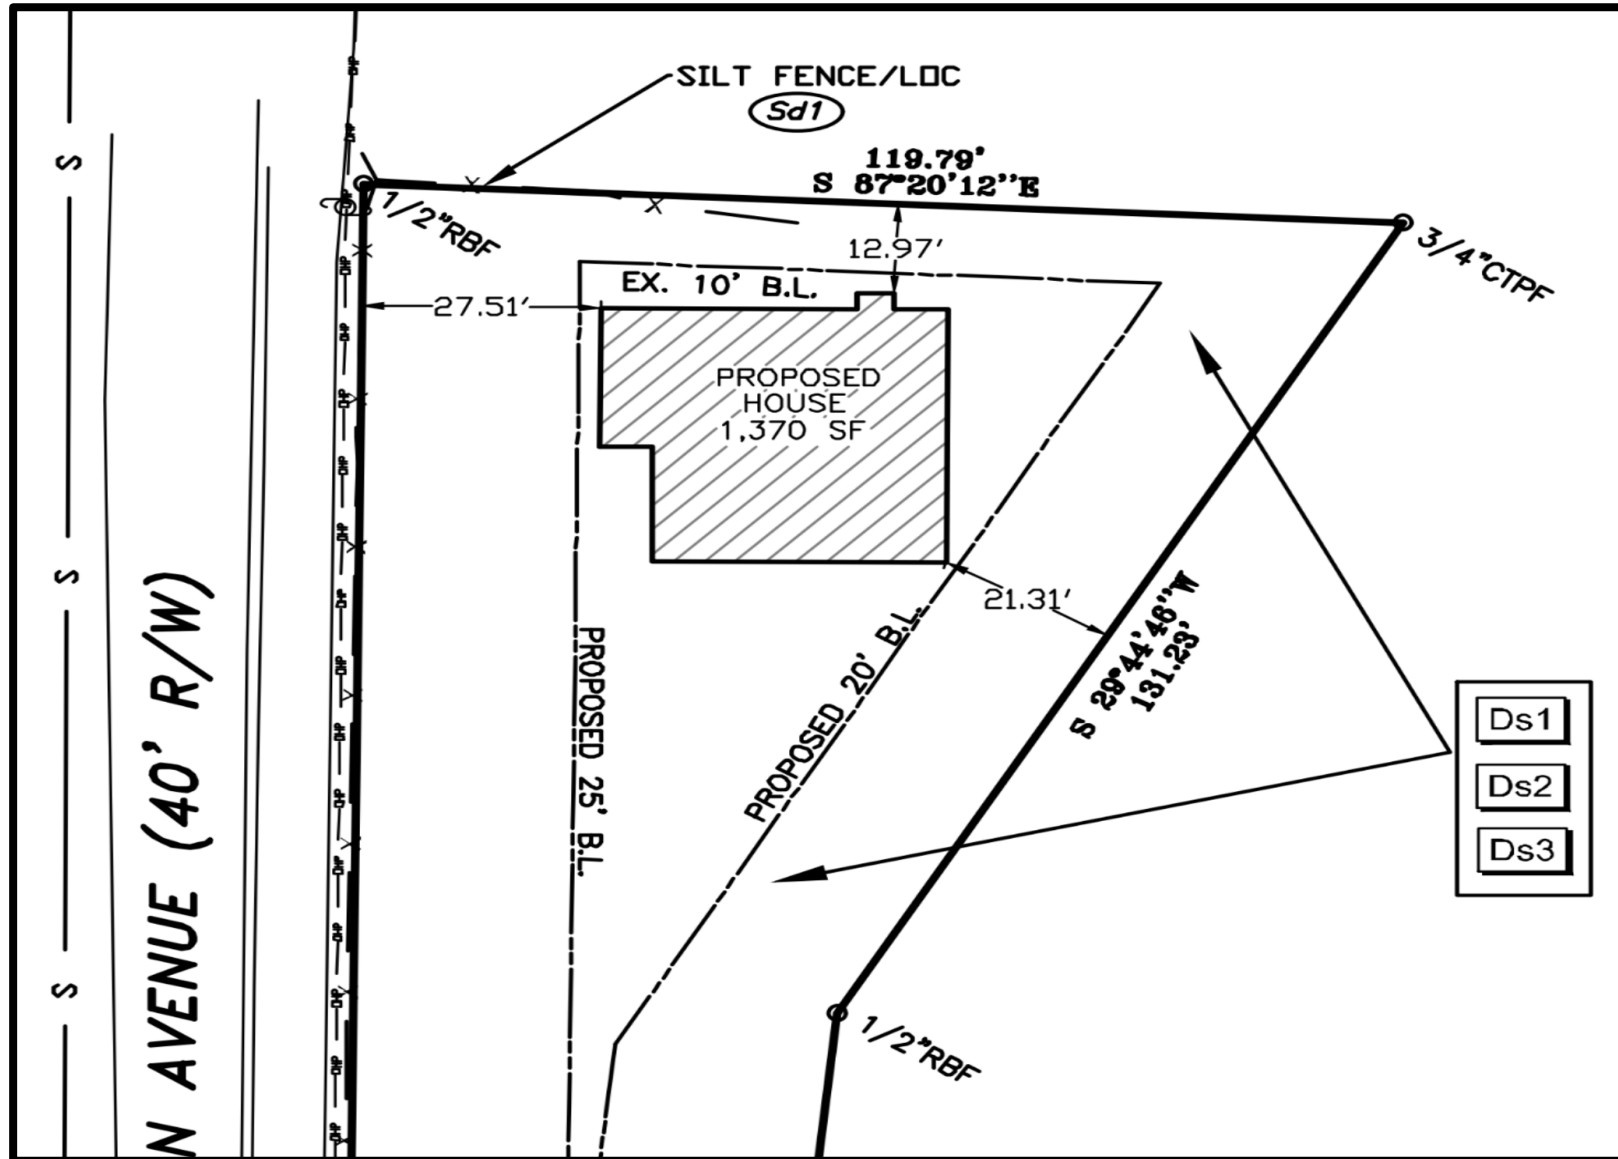 SILT FENCE/LOC
Sd1
119.79'
S 87°20'12"E
1/2"RBF
3/4"CTPF
12.97'
EX. 10' B.L.
27.51'
PROPOSED
HOUSE
1,370 SF
21.31'
S 29°44'46"W
131.23'
PROPOSED 20' B.L.
PROPOSED 25' B.L.
N AVENUE (40' R/W)
S
S
S
Ds1
Ds2
Ds3
1/2"RBF